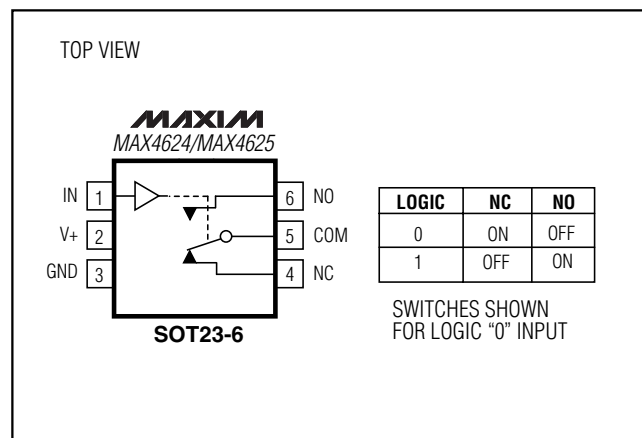 TOP VIEW
MAXIM
MAX4624/MAX4625
IN 1
V+ 2
GND 3
6 NO
5 COM
4 NC
SOT23-6
LOGIC NC NO
0 ON OFF
1 OFF ON
SWITCHES SHOWN
FOR LOGIC “0” INPUT